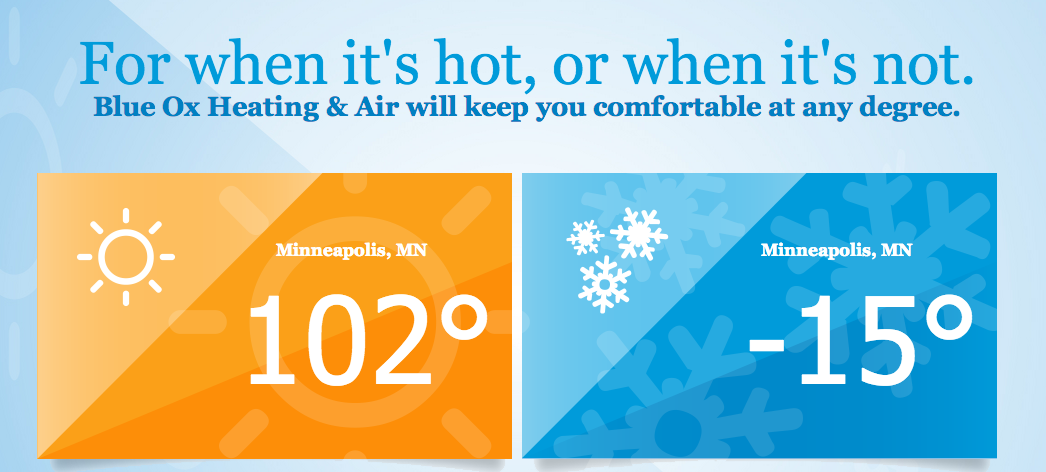 For when it's hot, or when it's not.
Blue Ox Heating & Air will keep you comfortable at any degree.
Minneapolis, MN
102°
Minneapolis, MN
-15°